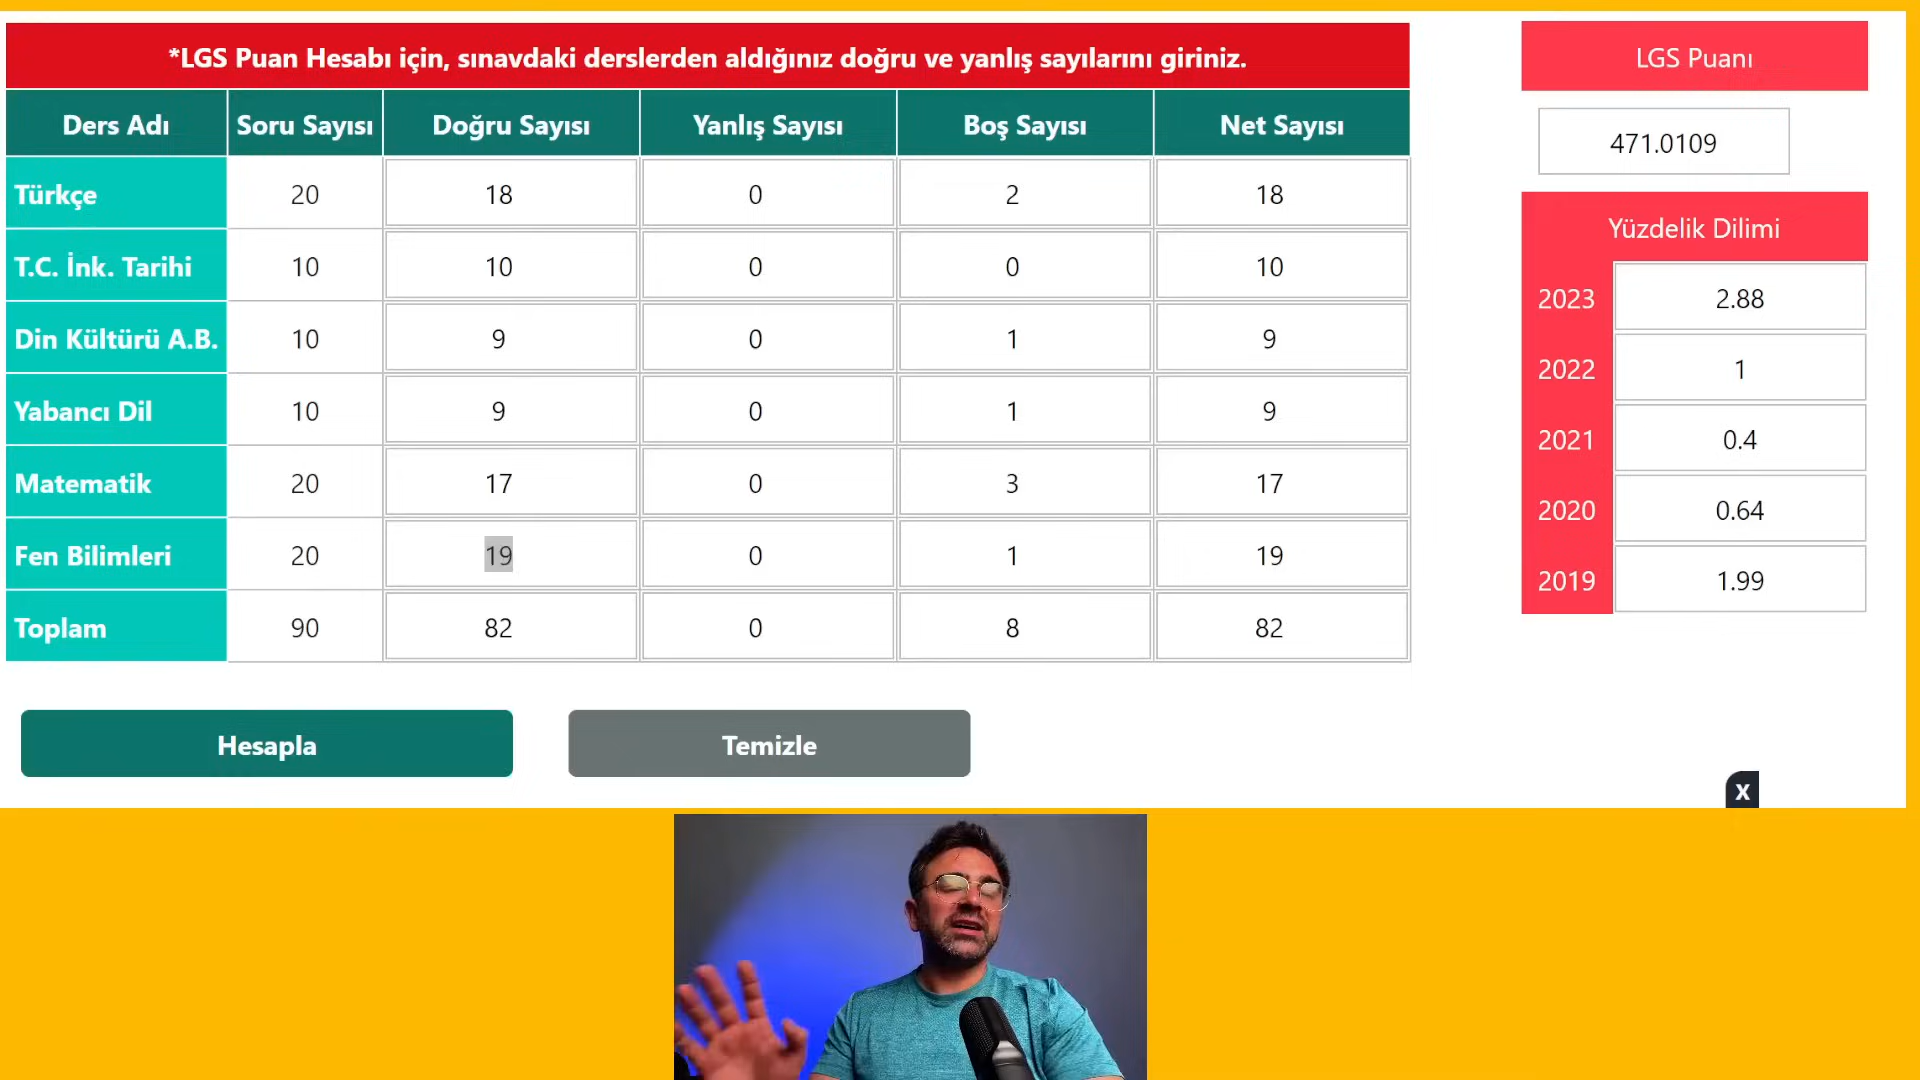 *LGS Puan Hesabı için, sınavdaki derslerden aldığınız doğru ve yanlış sayılarını giriniz.
Ders Adı Soru Sayısı Doğru Sayısı Yanlış Sayısı Boş Sayısı Net Sayısı
Türkçe 20 18 0 2 18
T.C. İnk. Tarihi 10 10 0 0 10
Din Kültürü A.B. 10 9 0 1 9
Yabancı Dil 10 9 0 1 9
Matematik 20 17 0 3 17
Fen Bilimleri 20 19 0 1 19
Toplam 90 82 0 8 82
Hesapla Temizle
LGS Puanı
471.0109
Yüzdelik Dilimi
2023 2.88
2022 1
2021 0.4
2020 0.64
2019 1.99
X